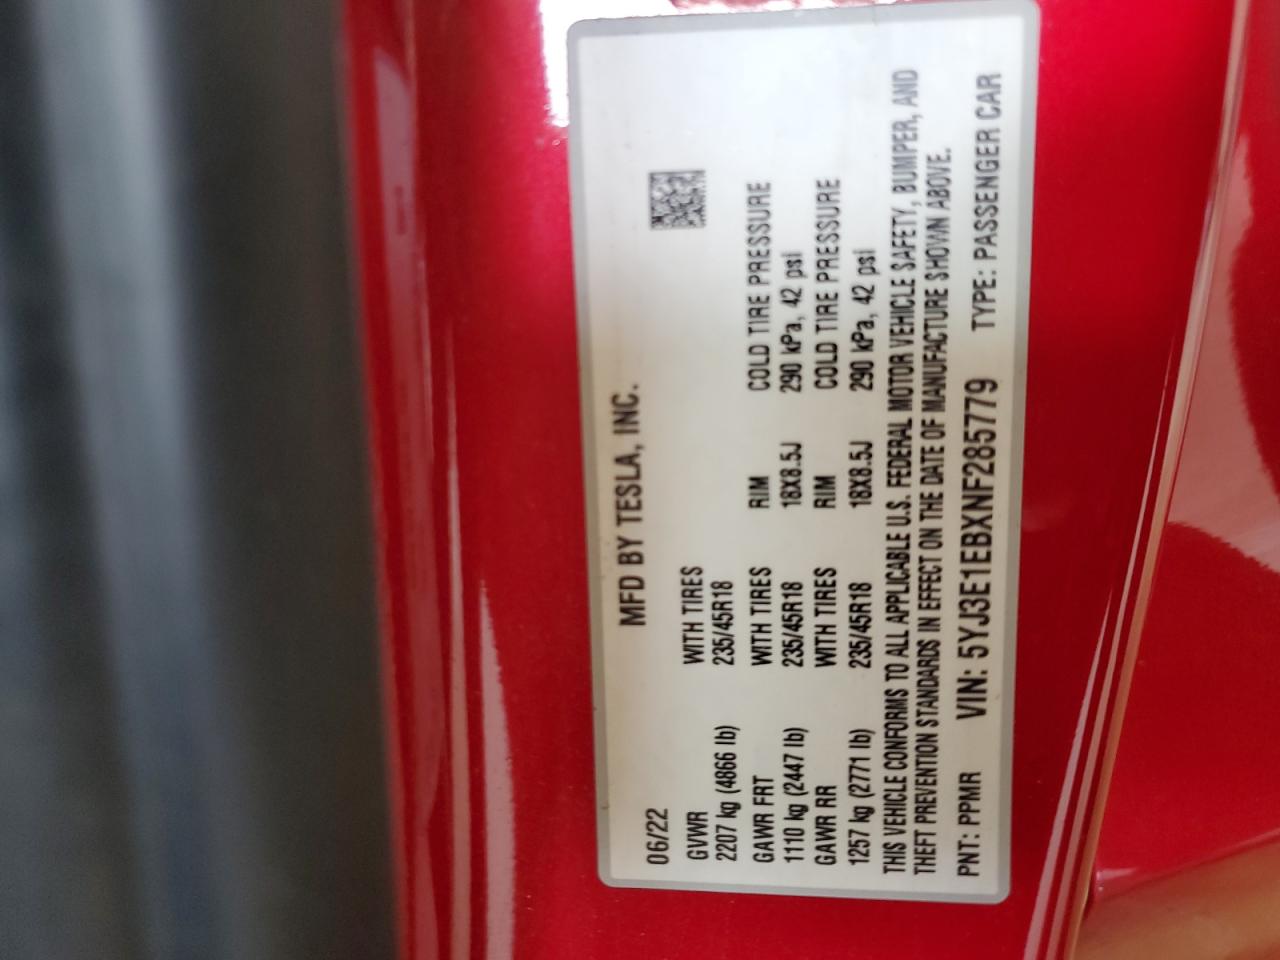 MFD BY TESLA, INC.
06/22
GVWR WITH TIRES
2207 kg (4866 lb) 235/45R18
GAWR FRT WITH TIRES RIM COLD TIRE PRESSURE
1110 kg (2447 lb) 235/45R18 18X8.5J 290 kPa, 42 psi
GAWR RR WITH TIRES RIM COLD TIRE PRESSURE
1257 kg (2771 lb) 235/45R18 18X8.5J 290 kPa, 42 psi
THIS VEHICLE CONFORMS TO ALL APPLICABLE U.S. FEDERAL MOTOR VEHICLE SAFETY, BUMPER, AND
THEFT PREVENTION STANDARDS IN EFFECT ON THE DATE OF MANUFACTURE SHOWN ABOVE.
PNT: PPMR VIN: 5YJ3E1EBXNF285779 TYPE: PASSENGER CAR